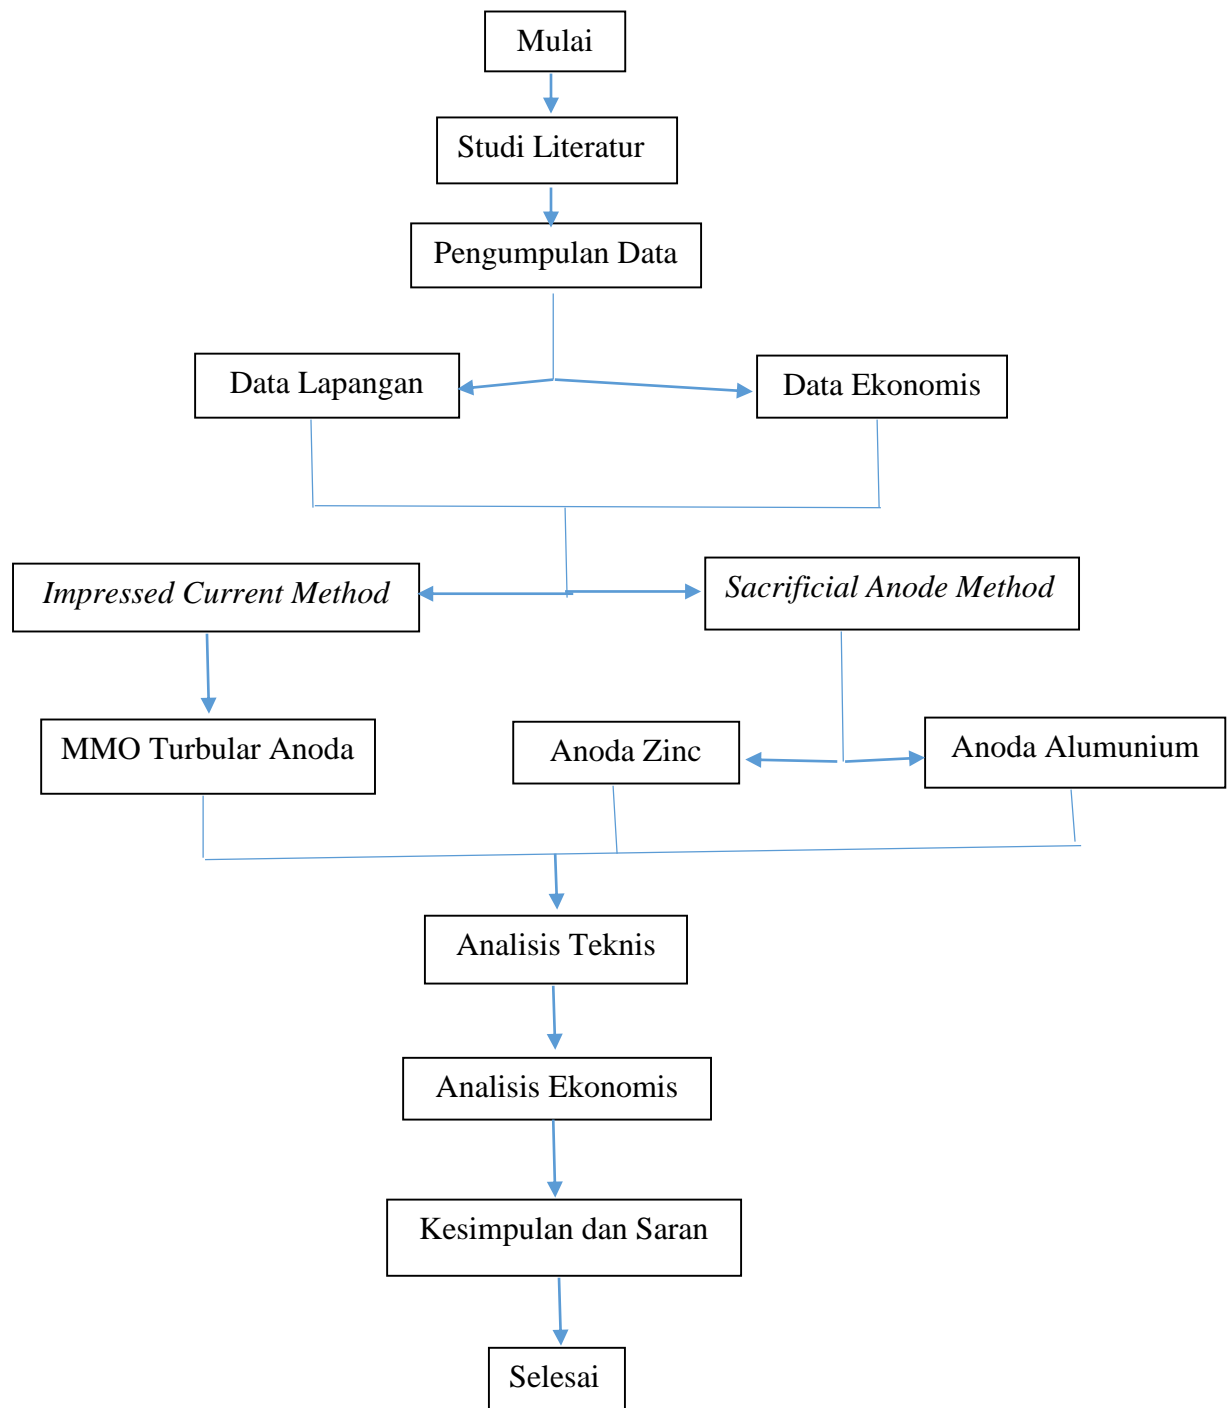 Mulai
Studi Literatur
Pengumpulan Data
Data Lapangan
Data Ekonomis
Impressed Current Method
Sacrificial Anode Method
MMO Turbular Anoda
Anoda Zinc
Anoda Alumunium
Analisis Teknis
Analisis Ekonomis
Kesimpulan dan Saran
Selesai